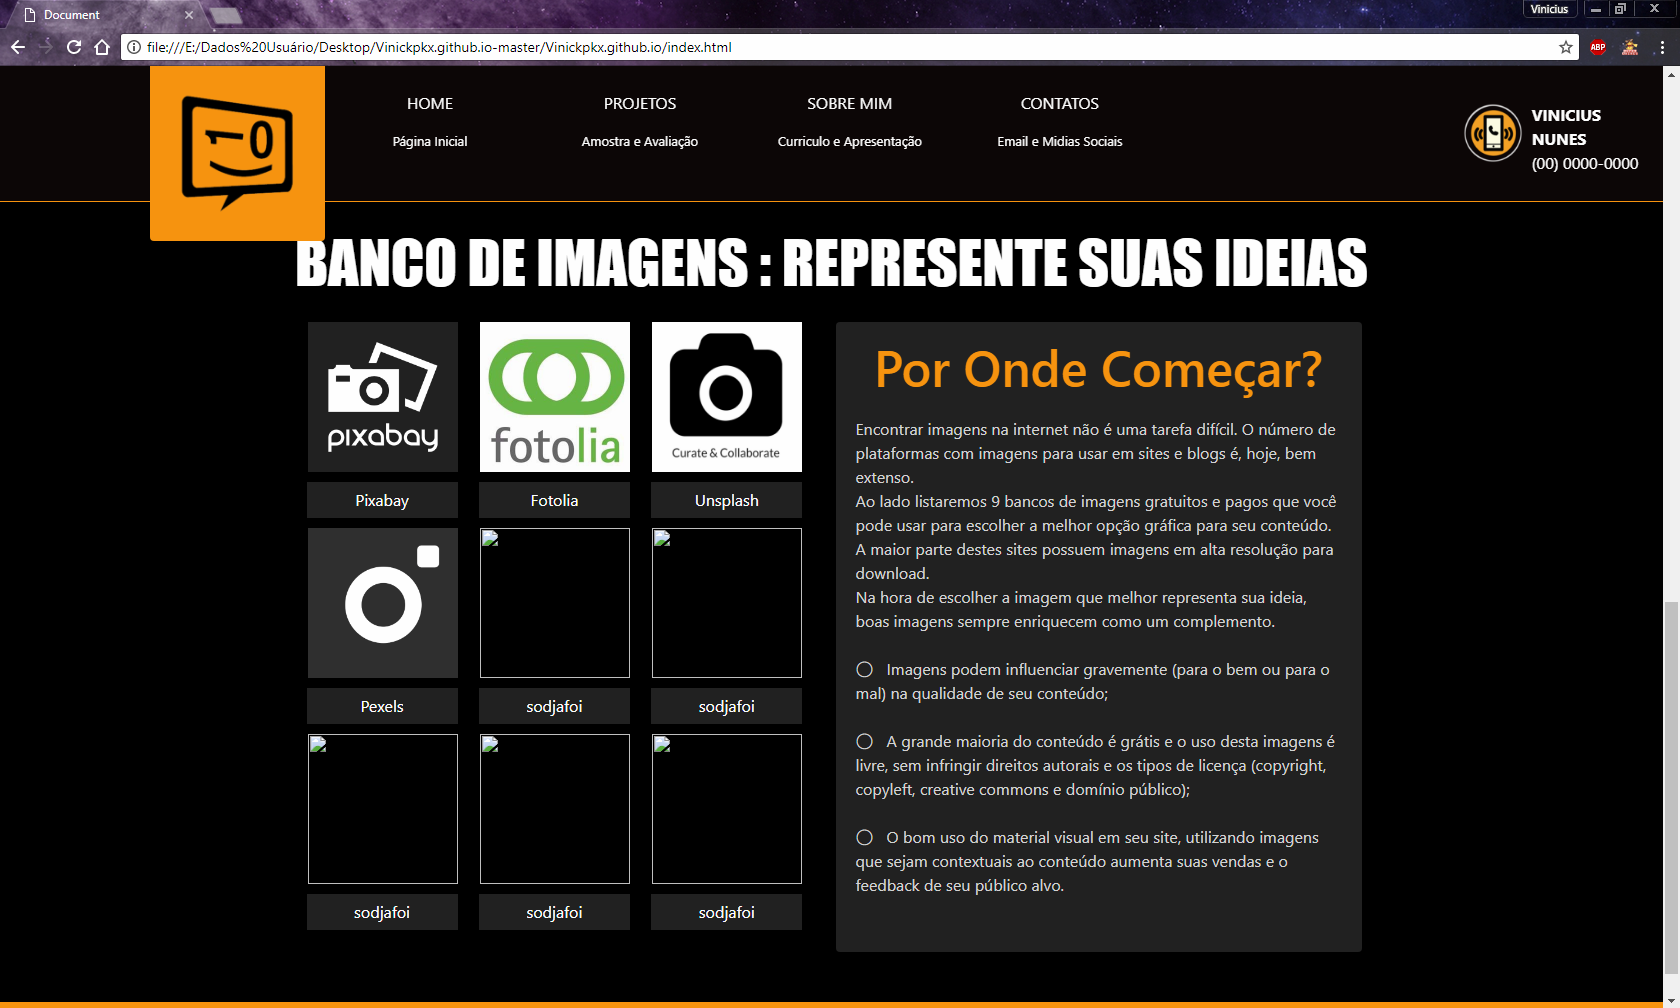 Document
Vinicius
file:///E:/Dados%20Usuário/Desktop/Vinickpkx.github.io-master/Vinickpkx.github.io/index.html
ABP
HOME
Página Inicial
PROJETOS
Amostra e Avaliação
SOBRE MIM
Curriculo e Apresentação
CONTATOS
Email e Midias Sociais
VINICIUS
NUNES
(00) 0000-0000
BANCO DE IMAGENS : REPRESENTE SUAS IDEIAS
pixabay
fotolia
Curate & Collaborate
Pixabay
Fotolia
Unsplash
Pexels
sodjafoi
sodjafoi
sodjafoi
sodjafoi
sodjafoi
Por Onde Começar?
Encontrar imagens na internet não é uma tarefa difícil. O número de
plataformas com imagens para usar em sites e blogs é, hoje, bem
extenso.
Ao lado listaremos 9 bancos de imagens gratuitos e pagos que você
pode usar para escolher a melhor opção gráfica para seu conteúdo.
A maior parte destes sites possuem imagens em alta resolução para
download.
Na hora de escolher a imagem que melhor representa sua ideia,
boas imagens sempre enriquecem como um complemento.
Imagens podem influenciar gravemente (para o bem ou para o
mal) na qualidade de seu conteúdo;
A grande maioria do conteúdo é grátis e o uso desta imagens é
livre, sem infringir direitos autorais e os tipos de licença (copyright,
copyleft, creative commons e domínio público);
O bom uso do material visual em seu site, utilizando imagens
que sejam contextuais ao conteúdo aumenta suas vendas e o
feedback de seu público alvo.